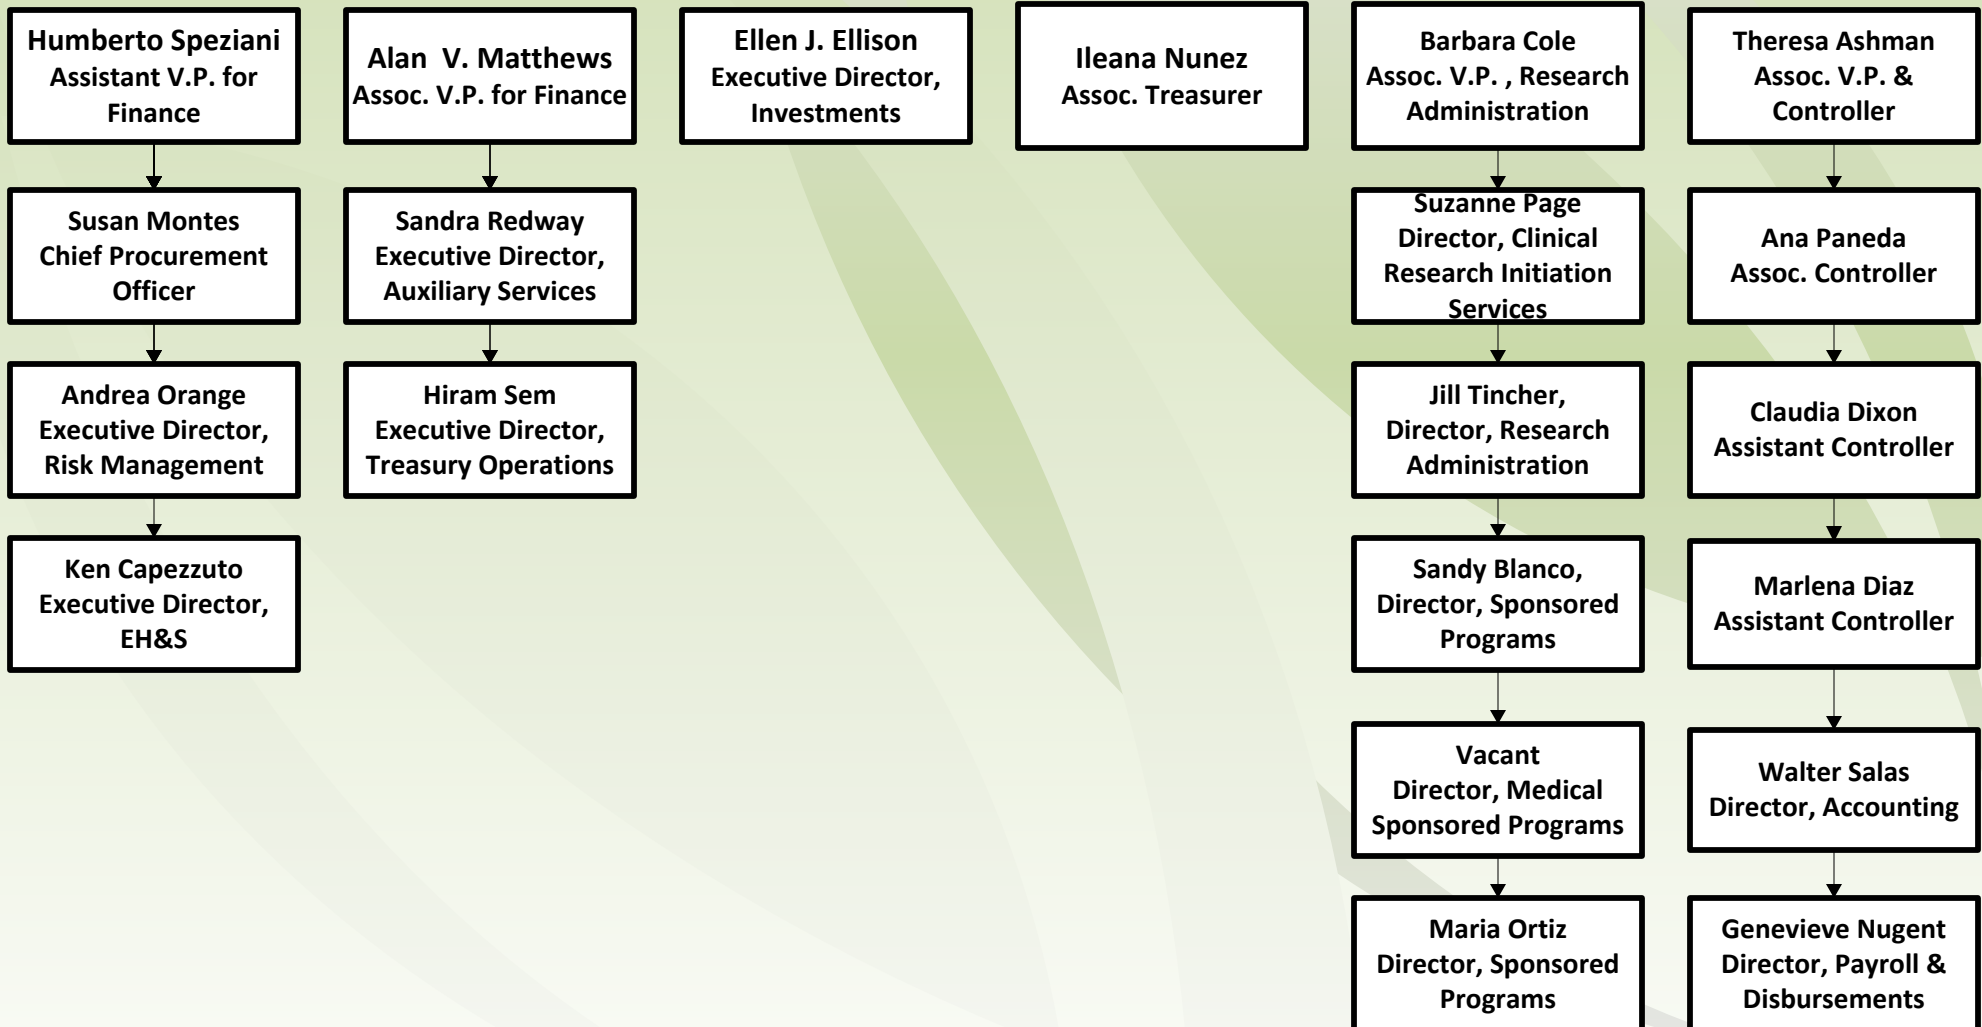 Humberto Speziani
Assistant V.P. for
Finance
Susan Montes
Chief Procurement
Officer
Andrea Orange
Executive Director,
Risk Management
Ken Capezzuto
Executive Director,
EH&S
Alan V. Matthews
Assoc. V.P. for Finance
Sandra Redway
Executive Director,
Auxiliary Services
Hiram Sem
Executive Director,
Treasury Operations
Ellen J. Ellison
Executive Director,
Investments
Ileana Nunez
Assoc. Treasurer
Barbara Cole
Assoc. V.P. , Research
Administration
Suzanne Page
Director, Clinical
Research Initiation
Services
Jill Tincher,
Director, Research
Administration
Sandy Blanco,
Director, Sponsored
Programs
Vacant
Director, Medical
Sponsored Programs
Maria Ortiz
Director, Sponsored
Programs
Theresa Ashman
Assoc. V.P. &
Controller
Ana Paneda
Assoc. Controller
Claudia Dixon
Assistant Controller
Marlena Diaz
Assistant Controller
Walter Salas
Director, Accounting
Genevieve Nugent
Director, Payroll &
Disbursements